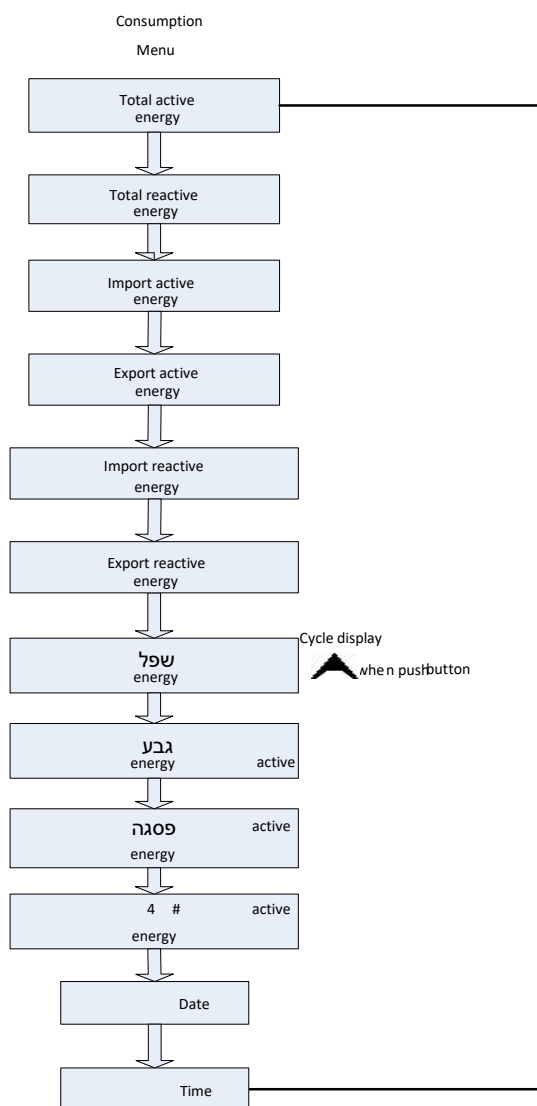 Consumption
Menu
Total active
energy
Total reactive
energy
Import active
energy
Export active
energy
Import reactive
energy
Export reactive
energy
שפל
energy
Cycle display
when push button
גבע
energy active
פסגה active
energy
4 # active
energy
Date
Time